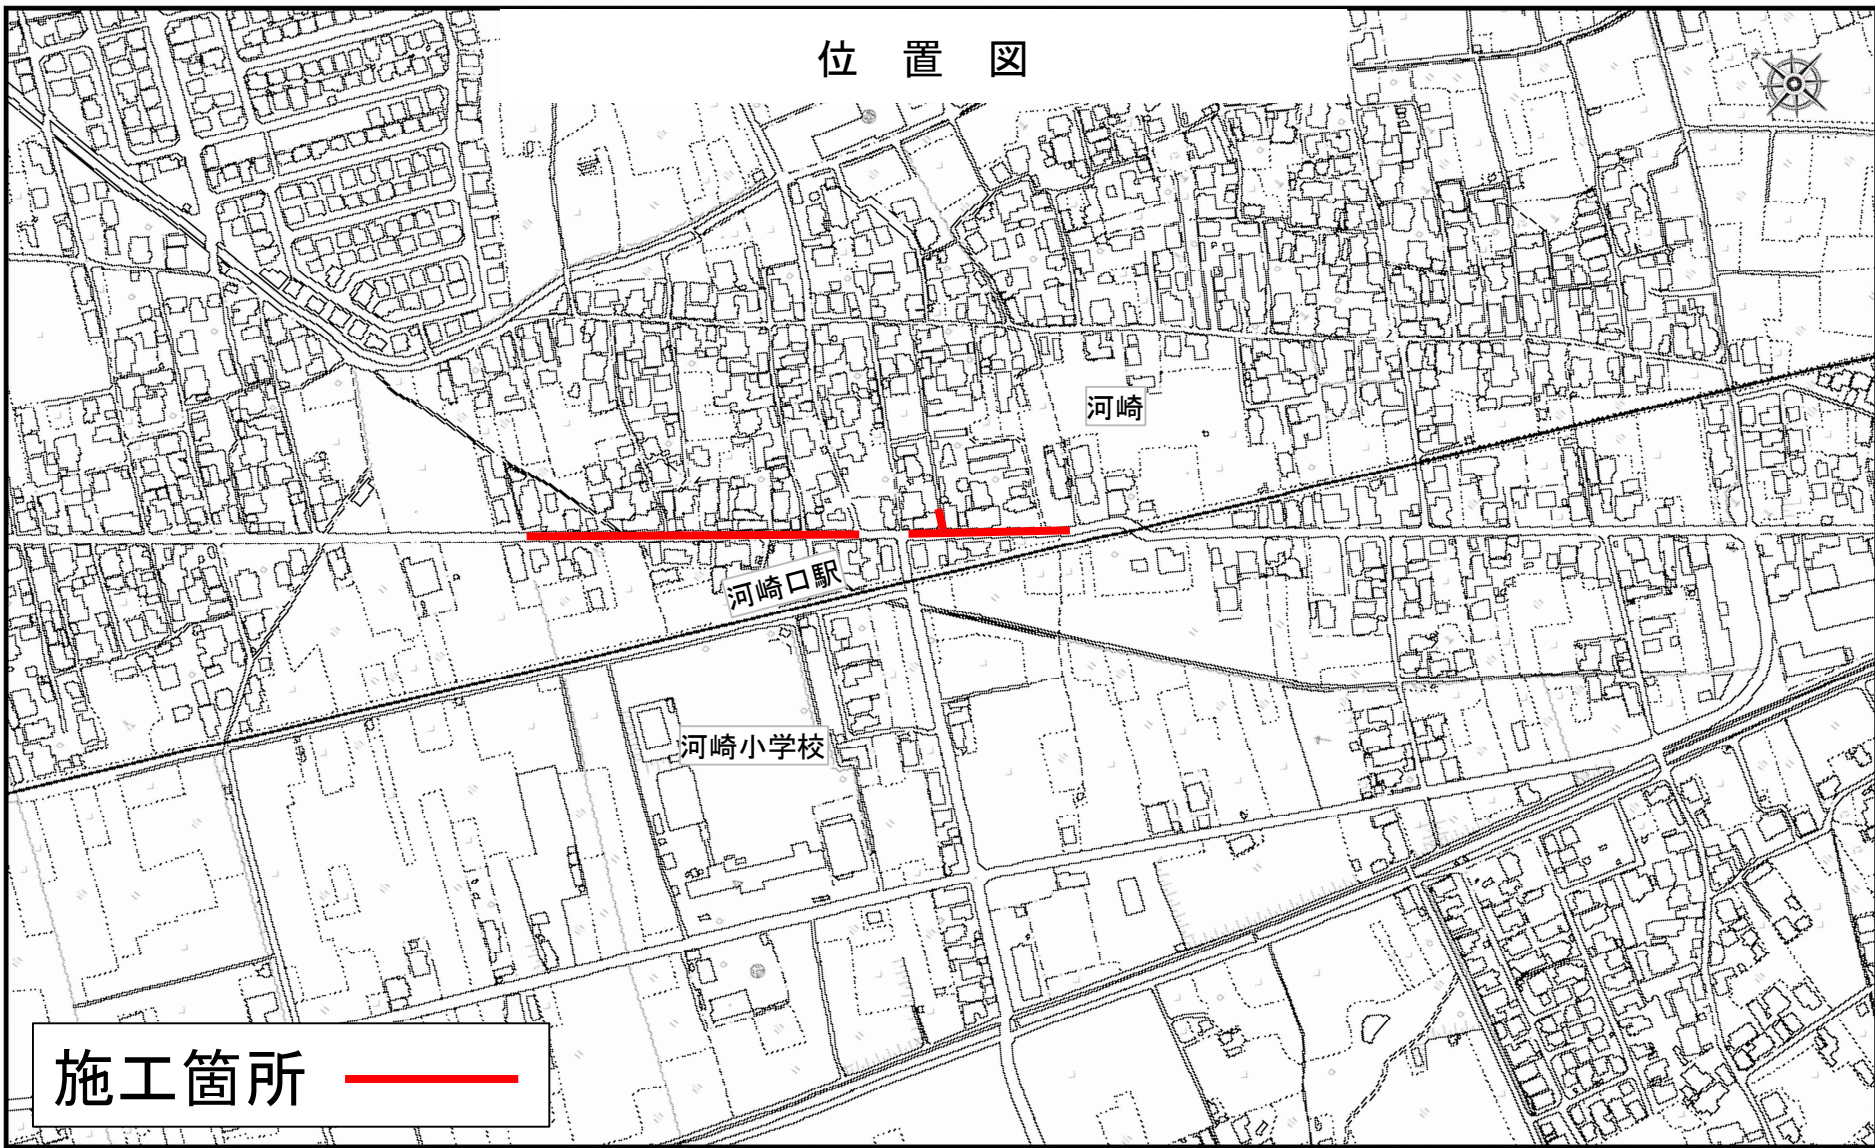 位 置 図
河崎
河崎口駅
河崎小学校
施工箇所